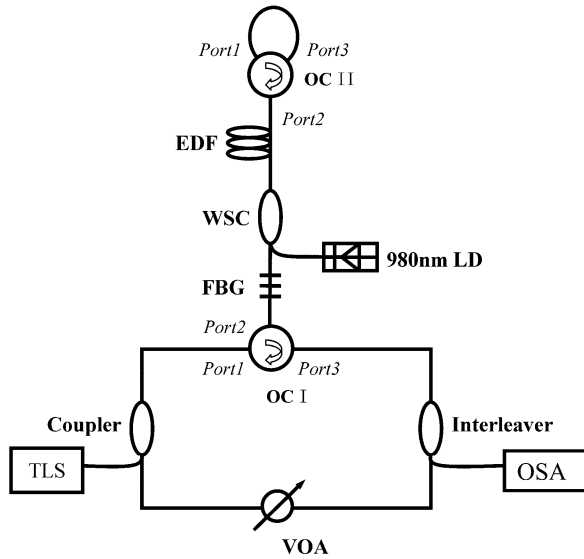 Port1
Port3
OC II
Port2
EDF
WSC
980nm LD
FBG
Port2
Port1
Port3
OC I
Coupler
Interleaver
TLS
OSA
VOA